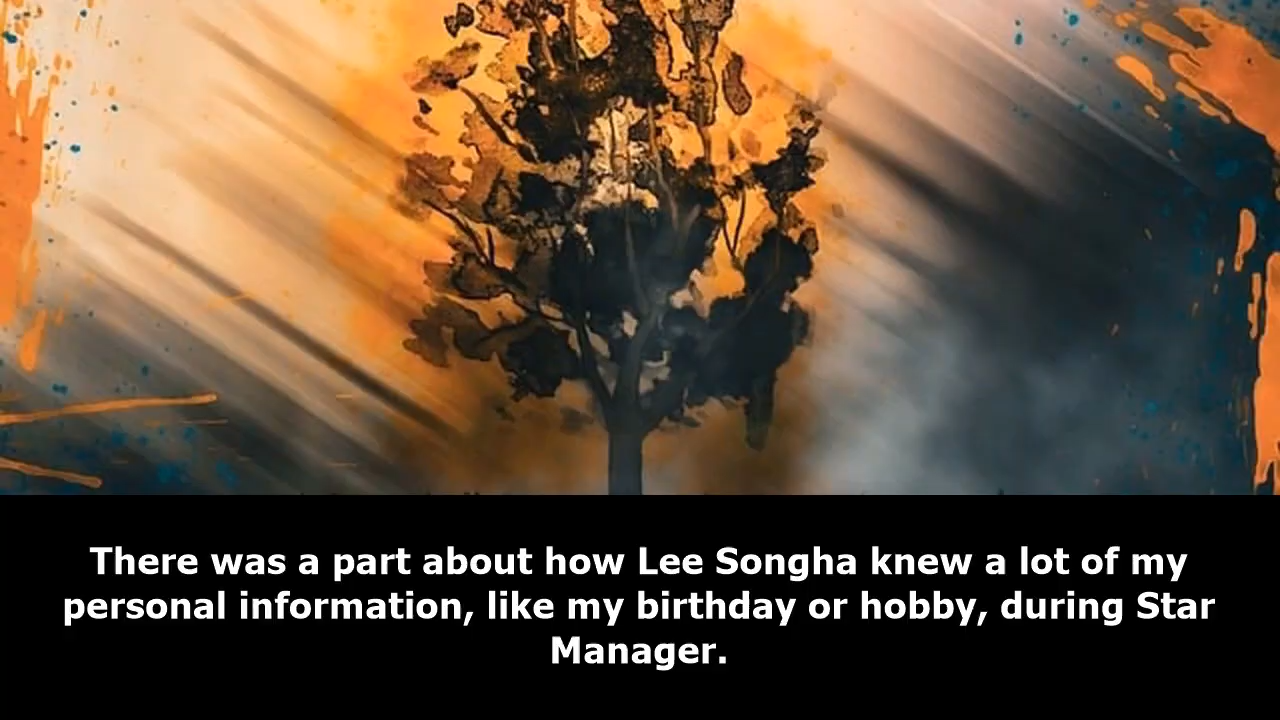 There was a part about how Lee Songha knew a lot of my
personal information, like my birthday or hobby, during Star
Manager.